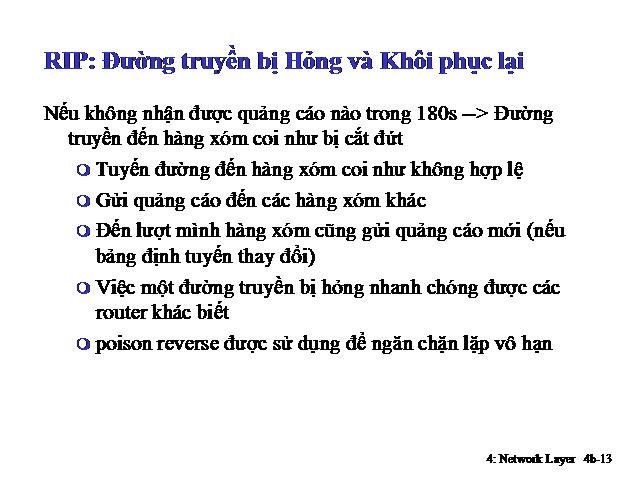 RIP: Đường truyền bị Hỏng và Khôi phục lại
Nếu không nhận được quảng cáo nào trong 180s --> Đường
truyền đến hàng xóm coi như bị cắt đứt
Tuyến đường đến hàng xóm coi như không hợp lệ
Gửi quảng cáo đến các hàng xóm khác
Đến lượt mình hàng xóm cũng gửi quảng cáo mới (nếu
bảng định tuyến thay đổi)
Việc một đường truyền bị hỏng nhanh chóng được các
router khác biết
poison reverse được sử dụng để ngăn chặn lặp vô hạn
4: Network Layer 4b-13